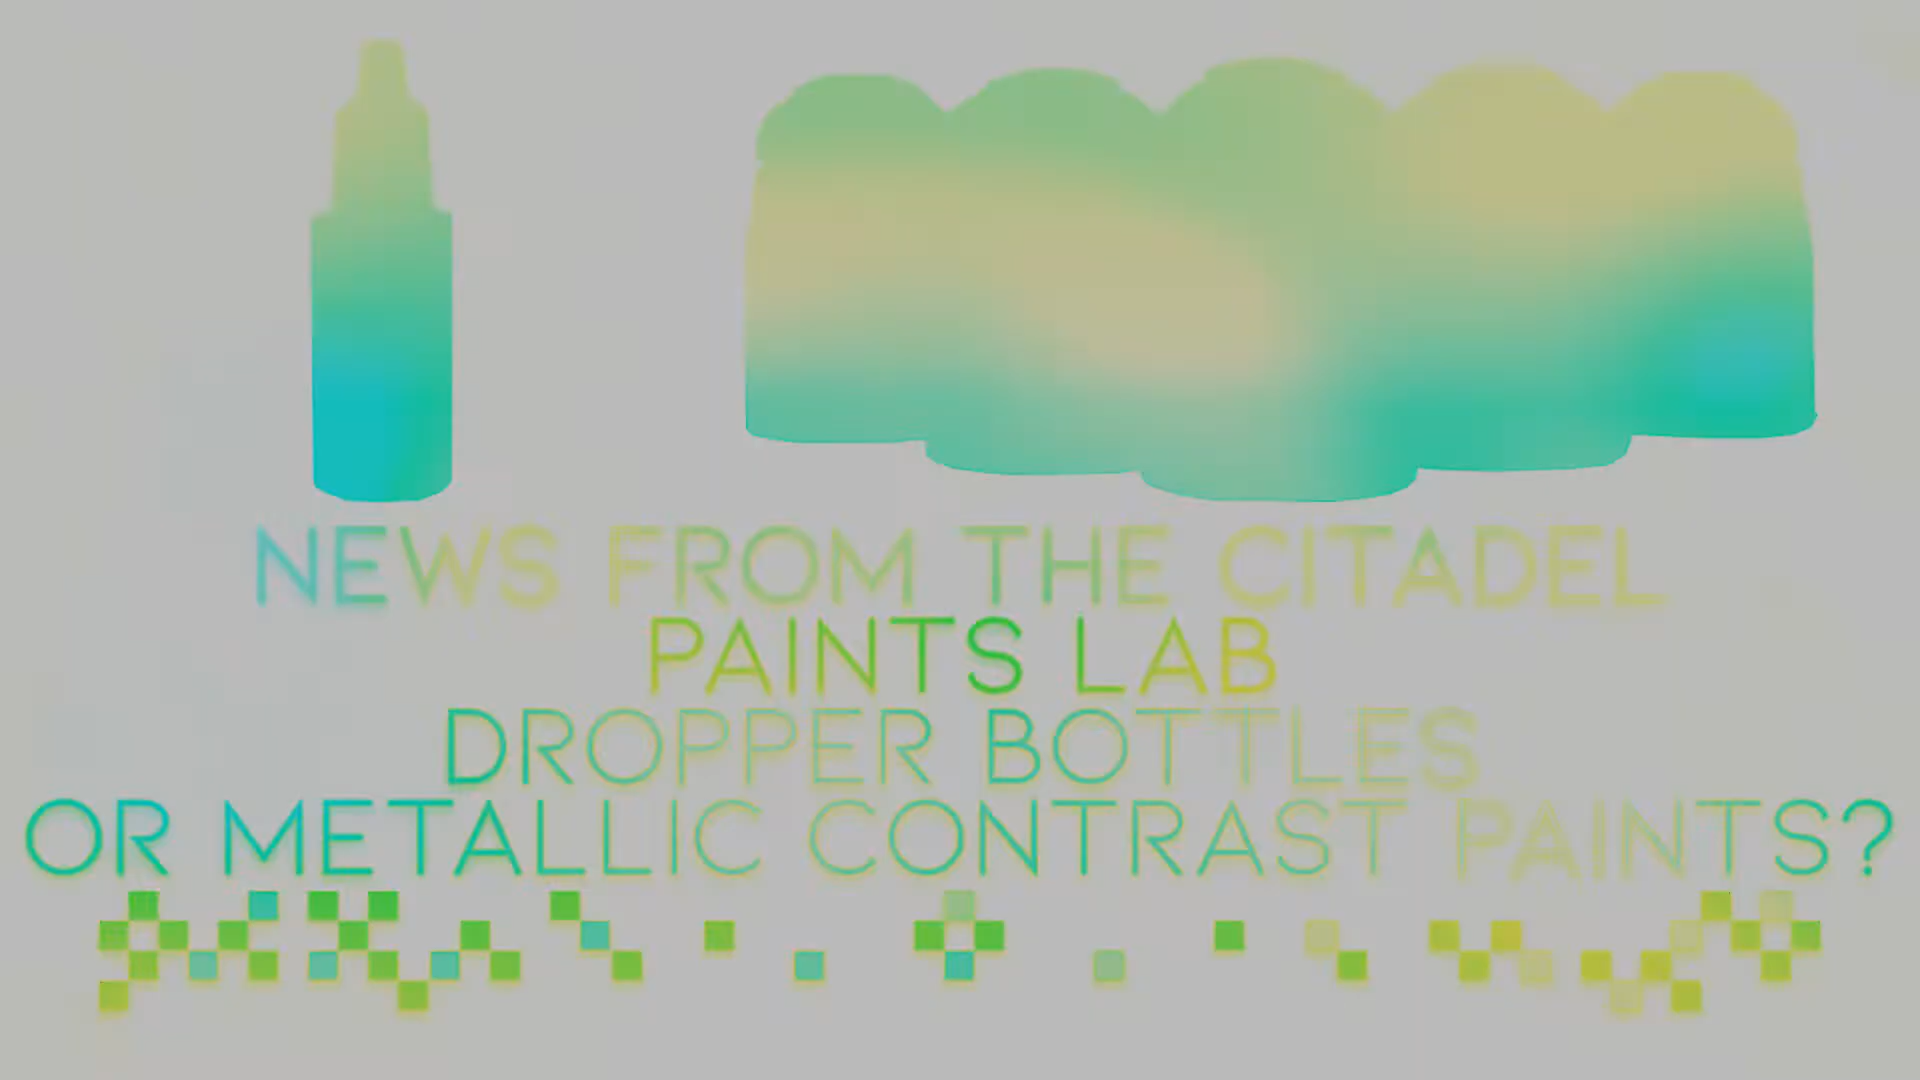 NEWS FROM THE CITADEL
PAINTS LAB
DROPPER BOTTLES
OR METALLIC CONTRAST PAINTS?